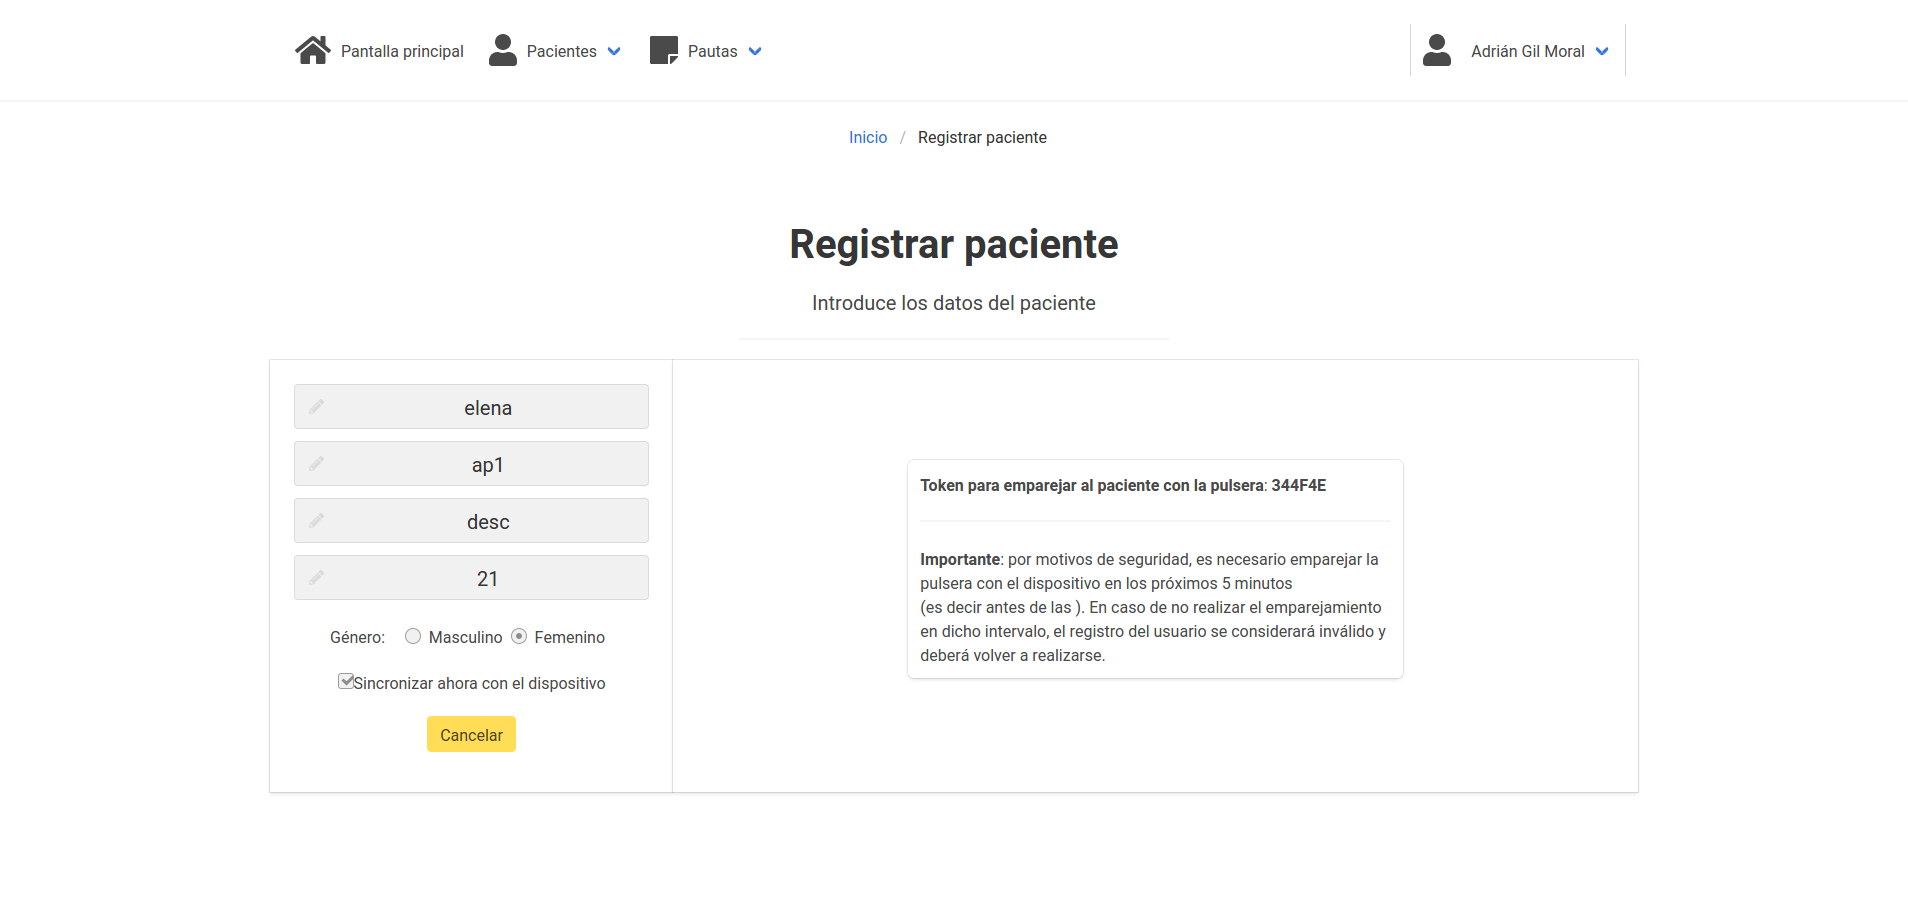 Pantalla principal
Pacientes
Pautas
Adrián Gil Moral
Inicio / Registrar paciente
Registrar paciente
Introduce los datos del paciente
elena
ap1
desc
21
Género: Masculino Femenino
Sincronizar ahora con el dispositivo
Cancelar
Token para emparejar al paciente con la pulsera: 344F4E
Importante: por motivos de seguridad, es necesario emparejar la
pulsera con el dispositivo en los próximos 5 minutos
(es decir antes de las ). En caso de no realizar el emparejamiento
en dicho intervalo, el registro del usuario se considerará inválido y
deberá volver a realizarse.